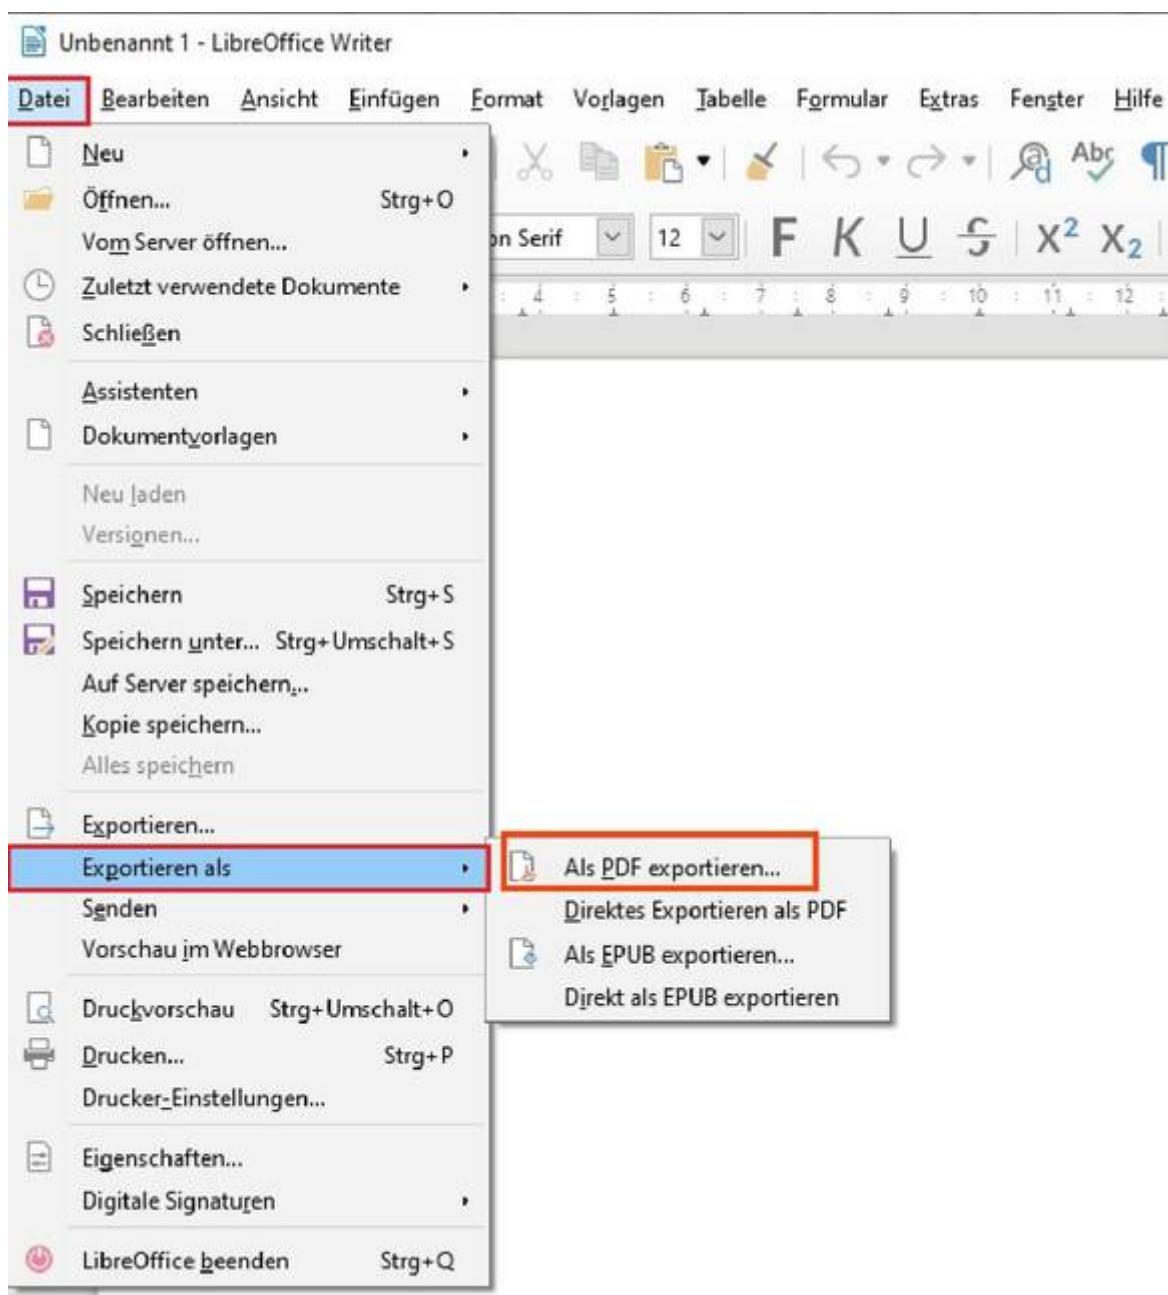 Unbenannt 1 - LibreOffice Writer
Datei Bearbeiten Ansicht Einfügen Format Vorlagen Tabelle Formular Extras Fenster Hilfe
Neu
Öffnen... Strg+O
Vom Server öffnen...
Zuletzt verwendete Dokumente
Schließen
Assistenten
Dokumentvorlagen
Neu laden
Versionen...
Speichern Strg+S
Speichern unter... Strg+Umschalt+S
Auf Server speichern...
Kopie speichern...
Alles speichern
Exportieren...
Exportieren als
Senden
Vorschau im Webbrowser
Druckvorschau Strg+Umschalt+O
Drucken... Strg+P
Drucker-Einstellungen...
Eigenschaften...
Digitale Signaturen
LibreOffice beenden Strg+Q
Als PDF exportieren...
Direktes Exportieren als PDF
Als EPUB exportieren...
Direkt als EPUB exportieren
Abc
on Serif 12 F K U S X2 X2
4 5 6 7 8 9 10 11 12